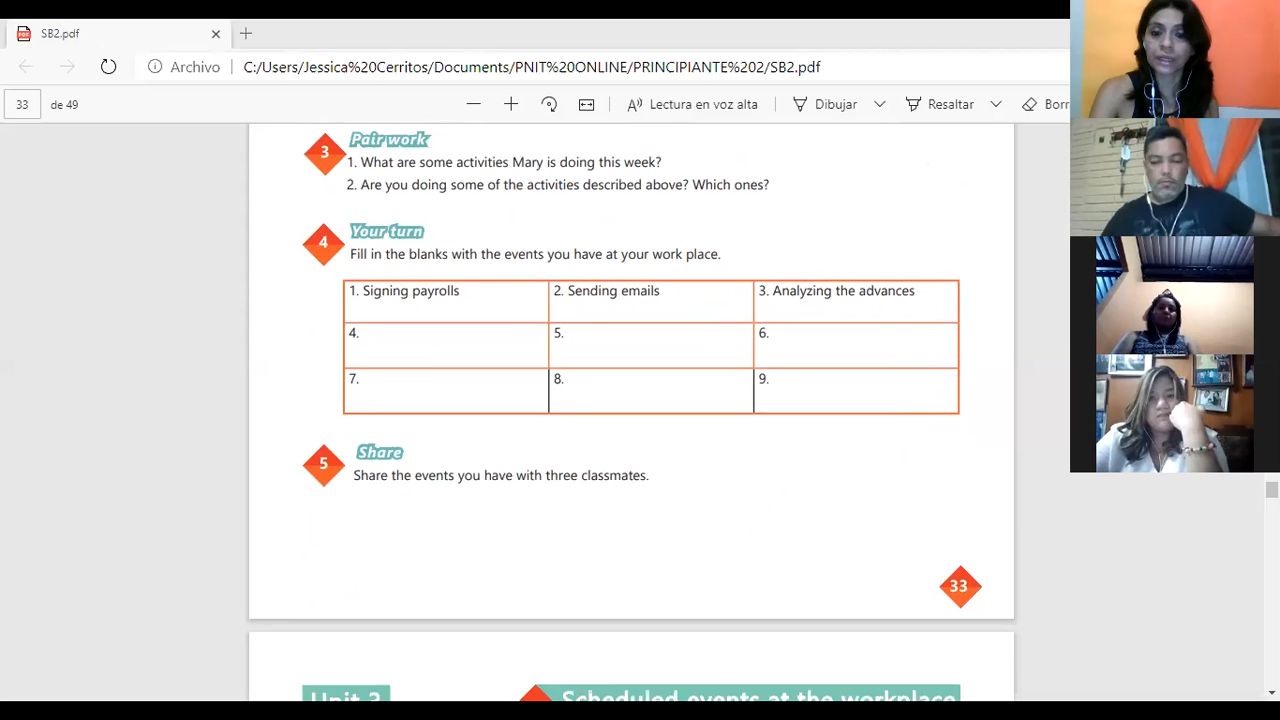 SB2.pdf
Archivo C:/Users/Jessica%20Cerritos/Documents/PNIT%20ONLINE/PRINCIPIANTE%202/SB2.pdf
33 de 49 Lectura en voz alta Dibujar Resaltar Borr
3 Pair work
1. What are some activities Mary is doing this week?
2. Are you doing some of the activities described above? Which ones?
4 Your turn
Fill in the blanks with the events you have at your work place.
1. Signing payrolls 2. Sending emails 3. Analyzing the advances
4. 5. 6.
7. 8. 9.
5 Share
Share the events you have with three classmates.
33
Unit 3 Scheduled events at the workplace